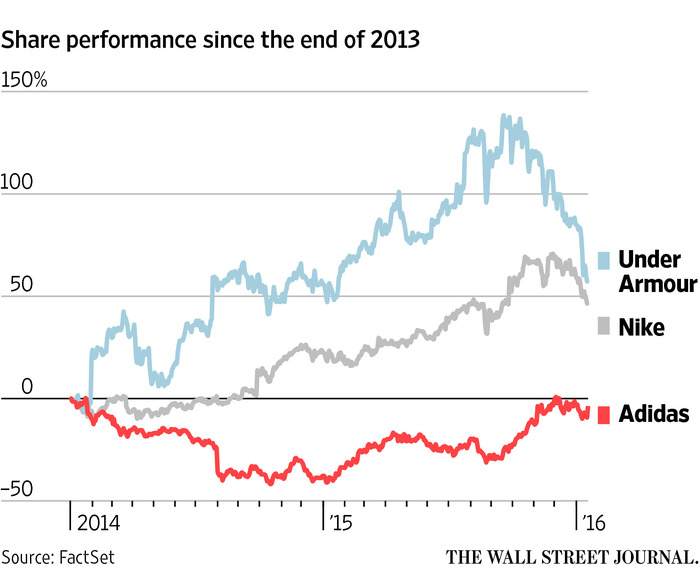 Share performance since the end of 2013
150%
100
50
0
−50
Under
Armour
Nike
Adidas
2014 '15 '16
Source: FactSet THE WALL STREET JOURNAL.